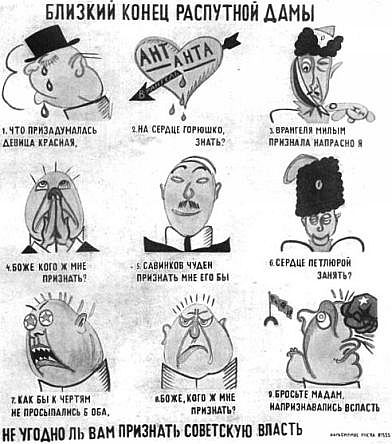 БЛИЗКИЙ КОНЕЦ РАСПУТНОЙ ДАМЫ
1. ЧТО ПРИЗАДУМАЛАСЬ
ДЕВИЦА КРАСНАЯ,
АНТ
АНТА
2. НА СЕРДЦЕ ГОРЮШКО,
ЗНАТЬ?
3. ВРАНГЕЛЯ МИЛЫМ
ПРИЗНАЛА НАПРАСНО Я
4. БОЖЕ КОГО Ж МНЕ
ПРИЗНАТЬ?
5. САВИНКОВ ЧУДЕН
ПРИЗНАТЬ МНЕ ЕГО БЫ
6. СЕРДЦЕ ПЕТЛЮРОЙ
ЗАНЯТЬ?
7. КАК БЫ К ЧЕРТЯМ
НЕ ПРОСЫПАЛИСЬ Б ОБА,
8. БОЖЕ, КОГО Ж МНЕ
ПРИЗНАТЬ?
9. БРОСЬТЕ МАДАМ,
НАПРИЗНАВАЛИСЬ ВСЛАСТЬ
НЕ УГОДНО ЛЬ ВАМ ПРИЗНАТЬ СОВЕТСКУЮ ВЛАСТЬ